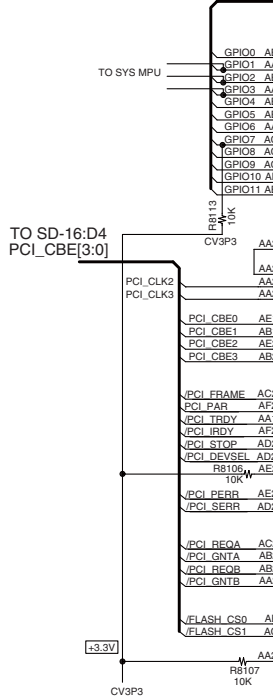 GPIO0
GPIO1
TO SYS MPU
GPIO2
GPIO3
GPIO4
GPIO5
GPIO6
GPIO7
GPIO8
GPIO9
GPIO10
GPIO11
R8113
10K
TO SD-16:D4
PCI_CBE[3:0]
CV3P3
PCI_CLK2
PCI_CLK3
PCI_CBE0
PCI_CBE1
PCI_CBE2
PCI_CBE3
/PCI_FRAME
PCI_PAR
/PCI_TRDY
/PCI_IRDY
/PCI_STOP
/PCI_DEVSEL
R8106
10K
/PCI_PERR
/PCI_SERR
/PCI_REQA
/PCI_GNTA
/PCI_REQB
/PCI_GNTB
/FLASH_CS0
/FLASH_CS1
+3.3V
R8107
10K
CV3P3